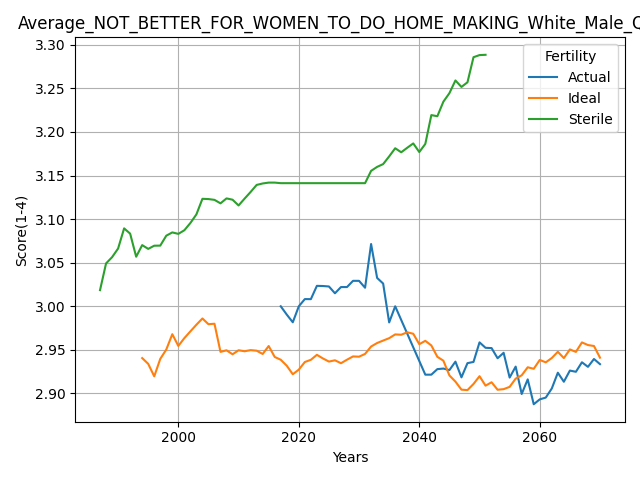 Average_NOT_BETTER_FOR_WOMEN_TO_DO_HOME_MAKING_White_Male_
3.30
3.25
3.20
3.15
3.10
3.05
3.00
2.95
2.90
Score(1-4)
Fertility
Actual
Ideal
Sterile
2000
2020
2040
2060
Years